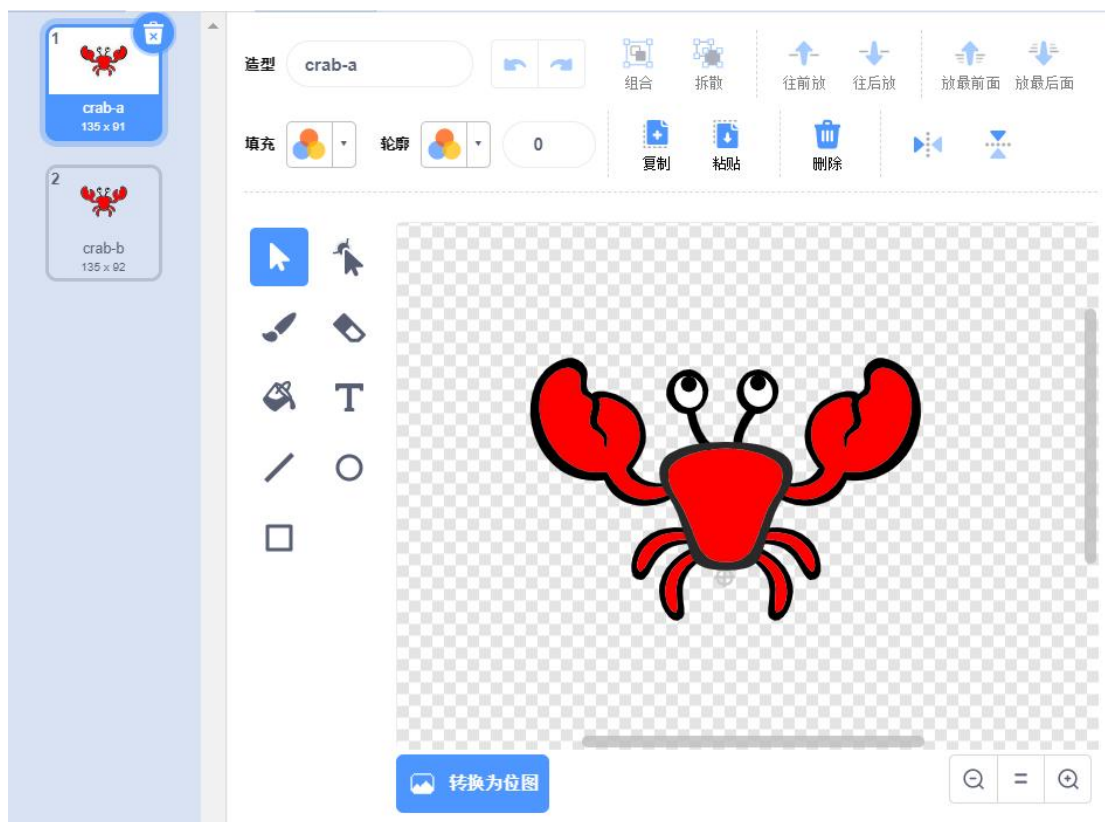 1
crab-a
135 x 91
2
crab-b
135 x 92
造型 crab-a
组合 拆散 往前放 往后放 放最前面 放最后面
填充 轮廓 0
复制 粘贴 删除
T
转换为位图